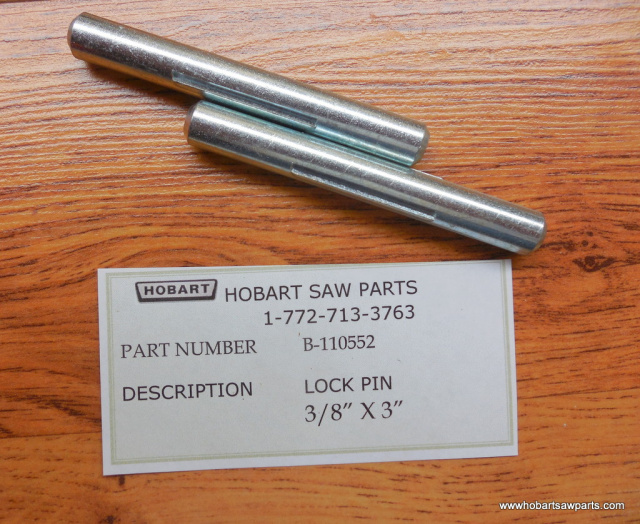 HOBART HOBART SAW PARTS
1-772-713-3763
PART NUMBER B-110552
DESCRIPTION LOCK PIN
3/8" X 3"
www.hobartsawparts.com